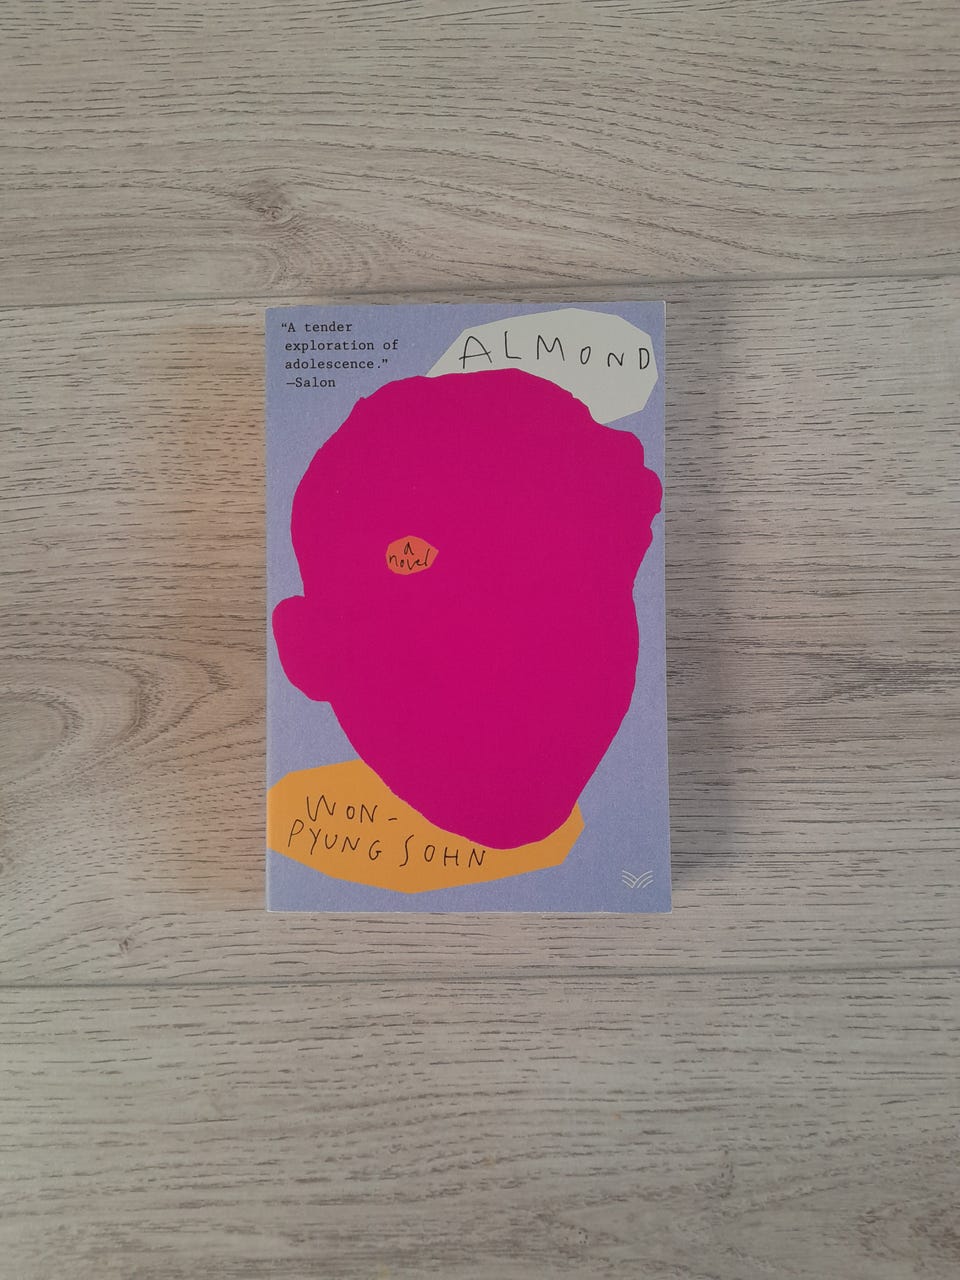 “A tender
exploration of
adolescence.”
—Salon
ALMOND
a
novel
WON-
PYUNG SOHN